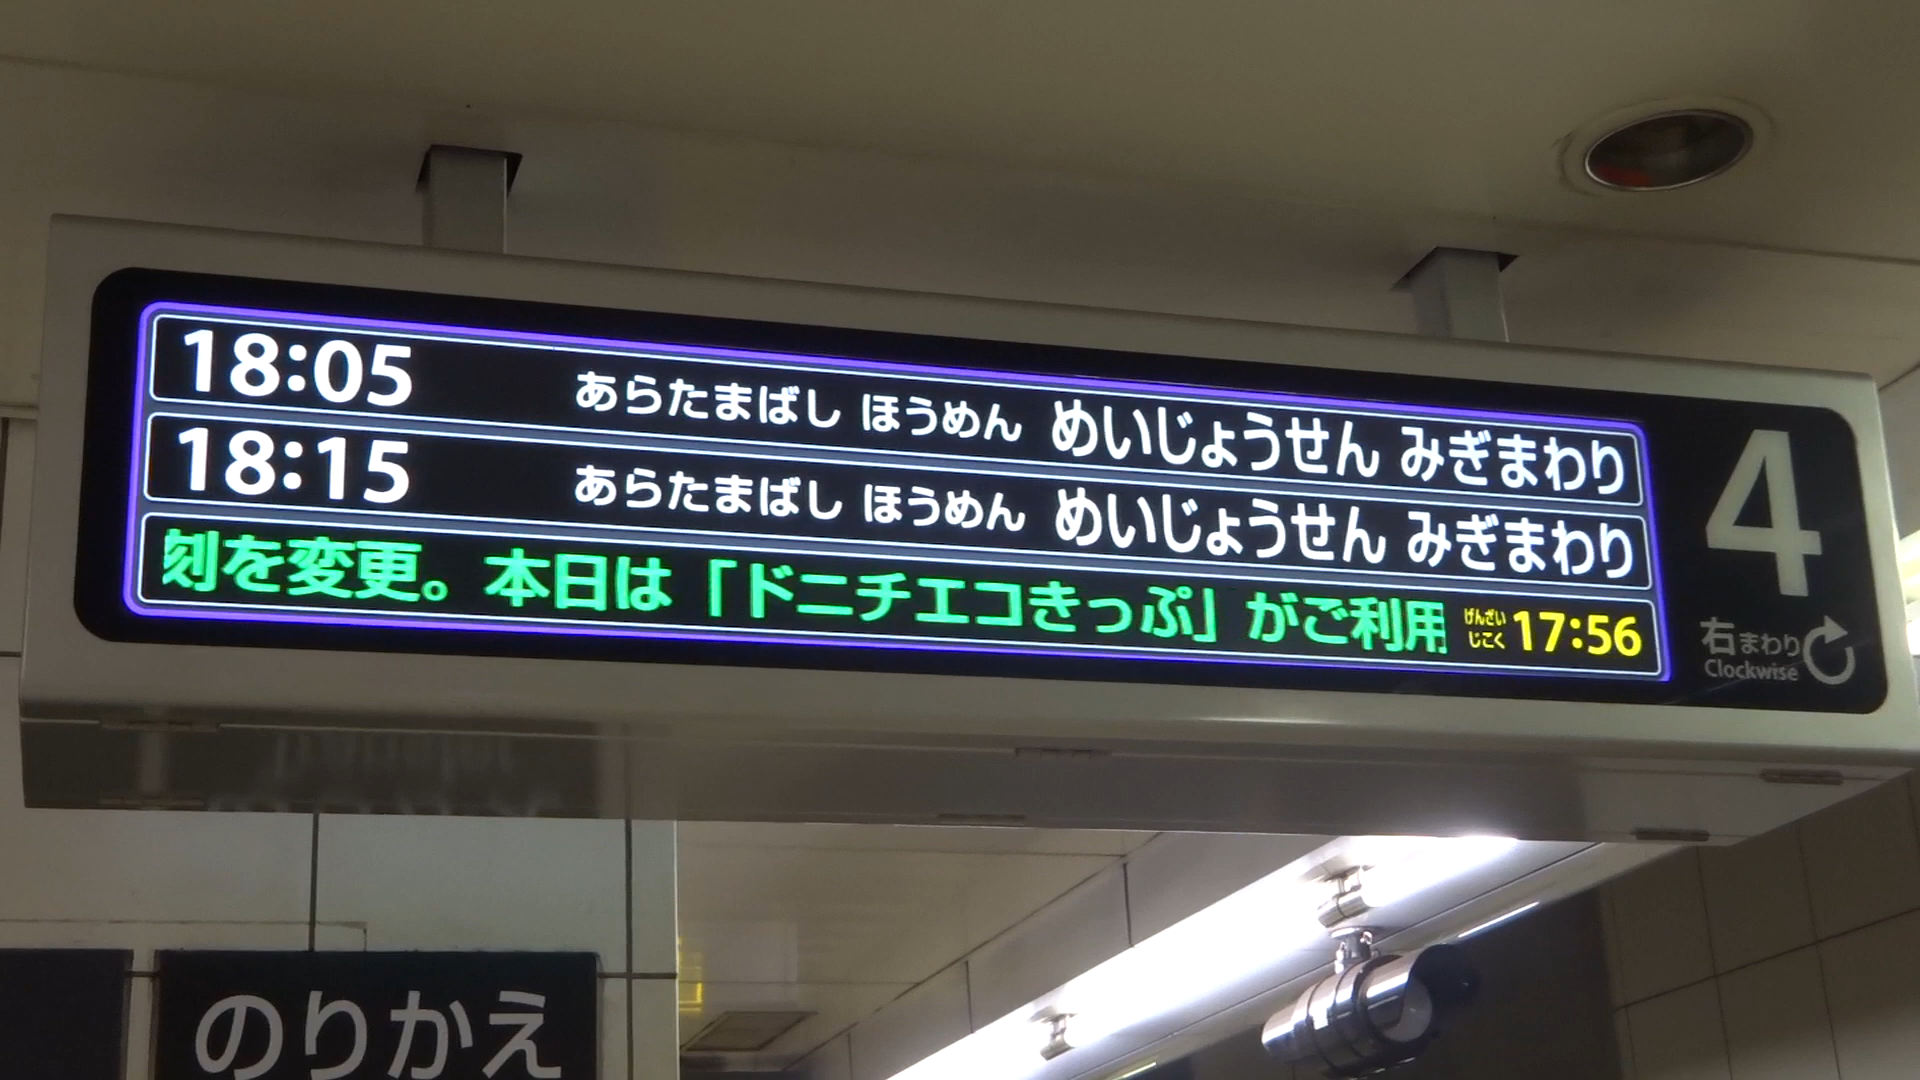 18:05 あらたまばし ほうめん めいじょうせん みぎまわり
18:15 あらたまばし ほうめん めいじょうせん みぎまわり
刻を変更。本日は「ドニチエコきっぷ」がご利用 げんざいじこく 17:56
4
右まわり
Clockwise
のりかえ